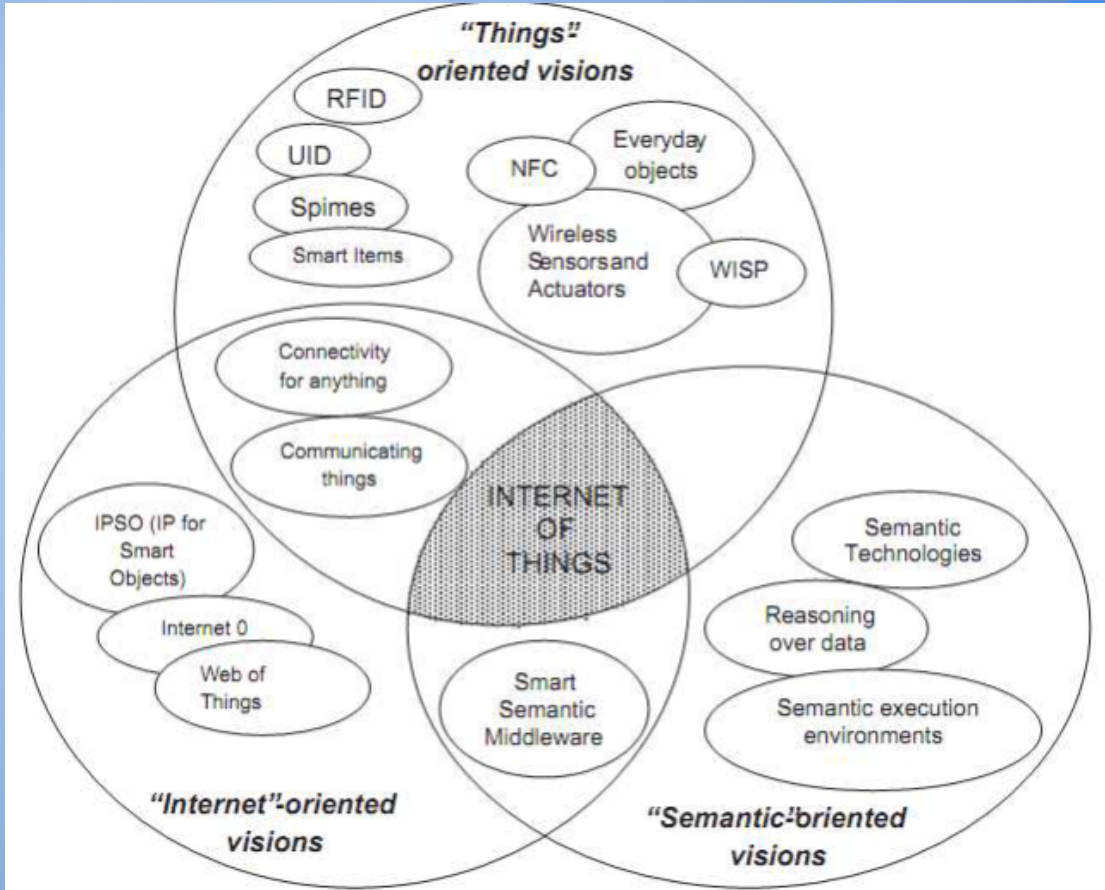 “Things”-
oriented visions
RFID
UID
Spimes
Smart Items
NFC
Everyday
objects
Wireless
Sensorsand
Actuators
WISP
Connectivity
for anything
Communicating
things
INTERNET
OF
THINGS
IPSO (IP for
Smart
Objects)
Internet 0
Web of
Things
Semantic
Technologies
Reasoning
over data
Semantic execution
environments
Smart
Semantic
Middleware
“Internet”-oriented
visions
“Semantic”-oriented
visions